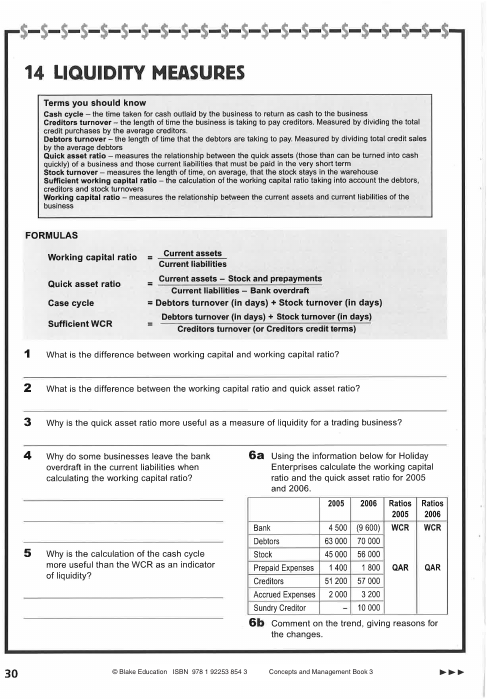 14 LIQUIDITY MEASURES
Terms you should know
Cash cycle – the time taken for cash outlaid by the business to return as cash to the business
Creditors turnover – the length of time the business is taking to pay creditors. Measured by dividing the total
credit purchases by the average creditors.
Debtors turnover – the length of time that the debtors are taking to pay. Measured by dividing total credit sales
by the average debtors
Quick asset ratio – measures the relationship between the quick assets (those than can be turned into cash
quickly) of a business and those current liabilities that must be paid in the very short term
Stock turnover – measures the length of time, on average, that the stock stays in the warehouse
Sufficient working capital ratio – the calculation of the working capital ratio taking into account the debtors,
creditors and stock turnovers
Working capital ratio – measures the relationship between the current assets and current liabilities of the
business
FORMULAS
Working capital ratio = Current assets
Current liabilities
Quick asset ratio = Current assets – Stock and prepayments
Current liabilities – Bank overdraft
Case cycle = Debtors turnover (in days) + Stock turnover (in days)
Sufficient WCR = Debtors turnover (in days) + Stock turnover (in days)
Creditors turnover (or Creditors credit terms)
1 What is the difference between working capital and working capital ratio?
2 What is the difference between the working capital ratio and quick asset ratio?
3 Why is the quick asset ratio more useful as a measure of liquidity for a trading business?
4 Why do some businesses leave the bank
overdraft in the current liabilities when
calculating the working capital ratio?
5 Why is the calculation of the cash cycle
more useful than the WCR as an indicator
of liquidity?
6a Using the information below for Holiday
Enterprises calculate the working capital
ratio and the quick asset ratio for 2005
and 2006.
2005 2006 Ratios Ratios
2005 2006
Bank 4 500 (9 600) WCR WCR
Debtors 63 000 70 000
Stock 45 000 56 000
Prepaid Expenses 1 400 1 800 QAR QAR
Creditors 51 200 57 000
Accrued Expenses 2 000 3 200
Sundry Creditor – 10 000
6b Comment on the trend, giving reasons for
the changes.
30 © Blake Education ISBN 978 1 92253 854 3 Concepts and Management Book 3